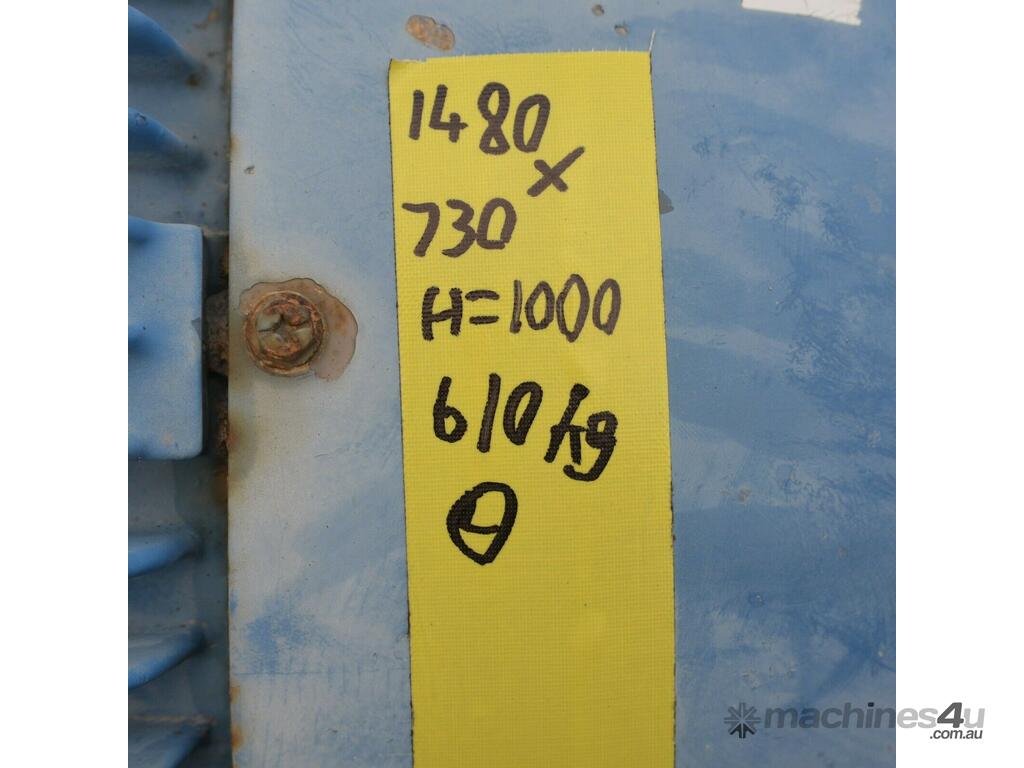 1480
x
730
H=1000
610kg
machines4u
.com.au